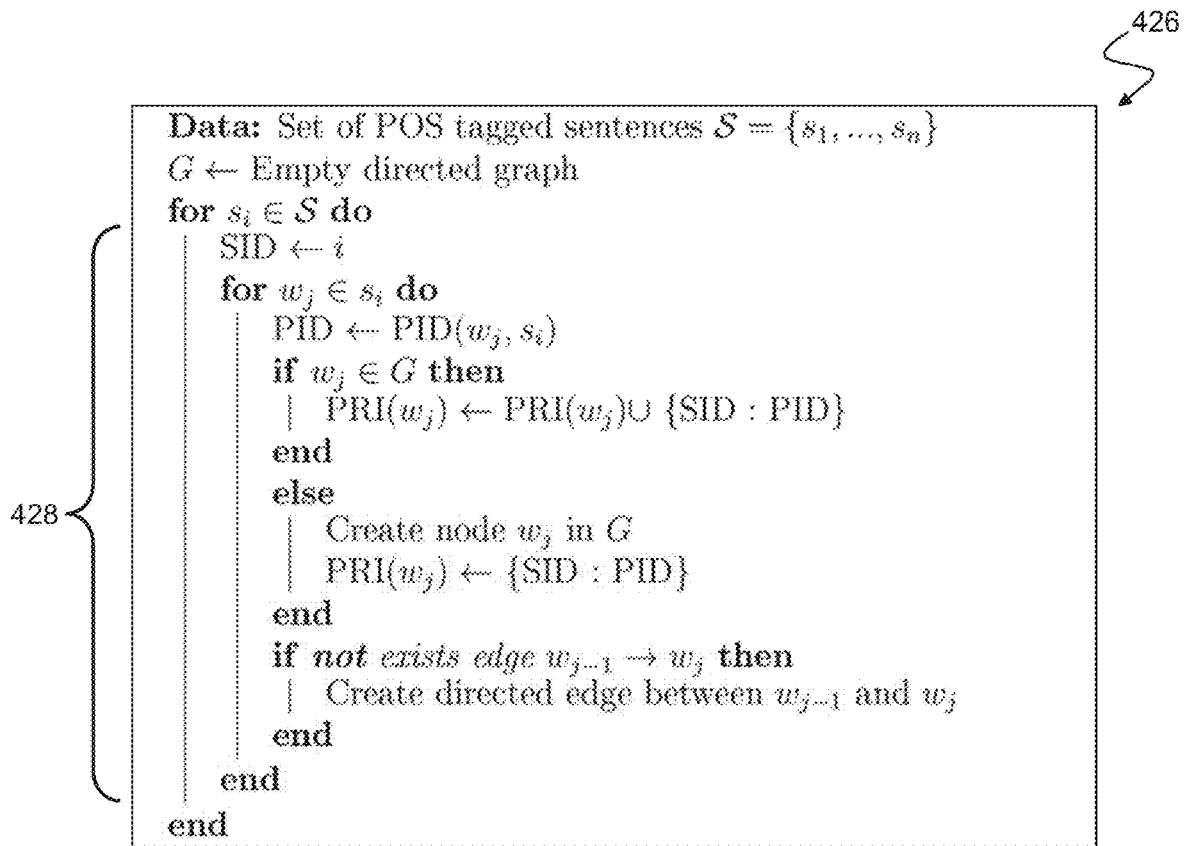 426
Data: Set of POS tagged sentences 𝒮 = {s₁, ..., sₙ}
G ← Empty directed graph
for sᵢ ∈ 𝒮 do
SID ← i
for wⱼ ∈ sᵢ do
PID ← PID(wⱼ, sᵢ)
if wⱼ ∈ G then
PRI(wⱼ) ← PRI(wⱼ)∪ {SID : PID}
end
else
428
Create node wⱼ in G
PRI(wⱼ) ← {SID : PID}
end
if not exists edge wⱼ₋₁ → wⱼ then
Create directed edge between wⱼ₋₁ and wⱼ
end
end
end